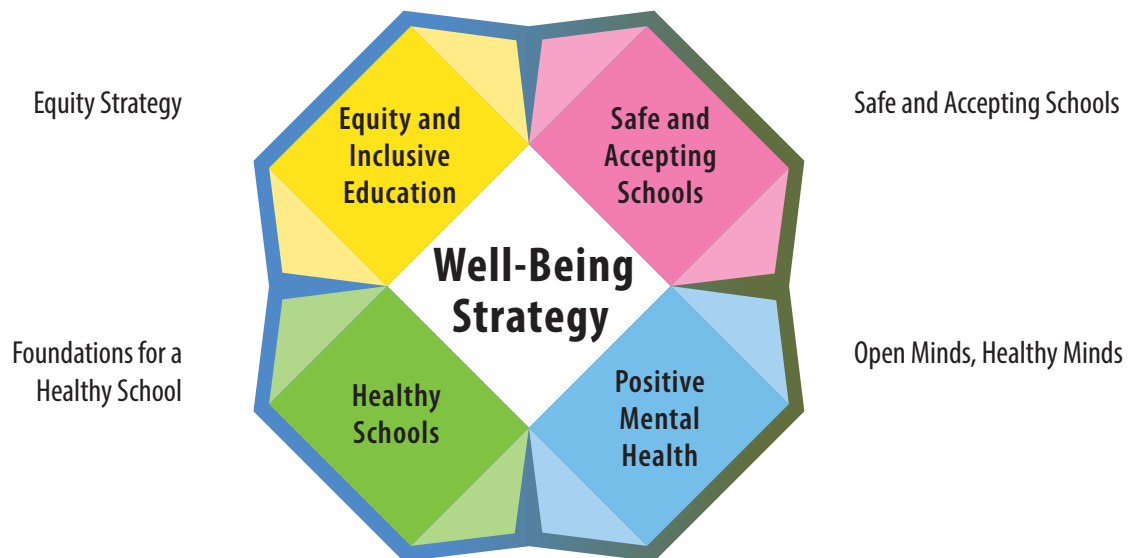 Equity Strategy
Equity and
Inclusive
Education
Safe and
Accepting
Schools
Safe and Accepting Schools
Well-Being
Strategy
Foundations for a
Healthy School
Healthy
Schools
Positive
Mental
Health
Open Minds, Healthy Minds